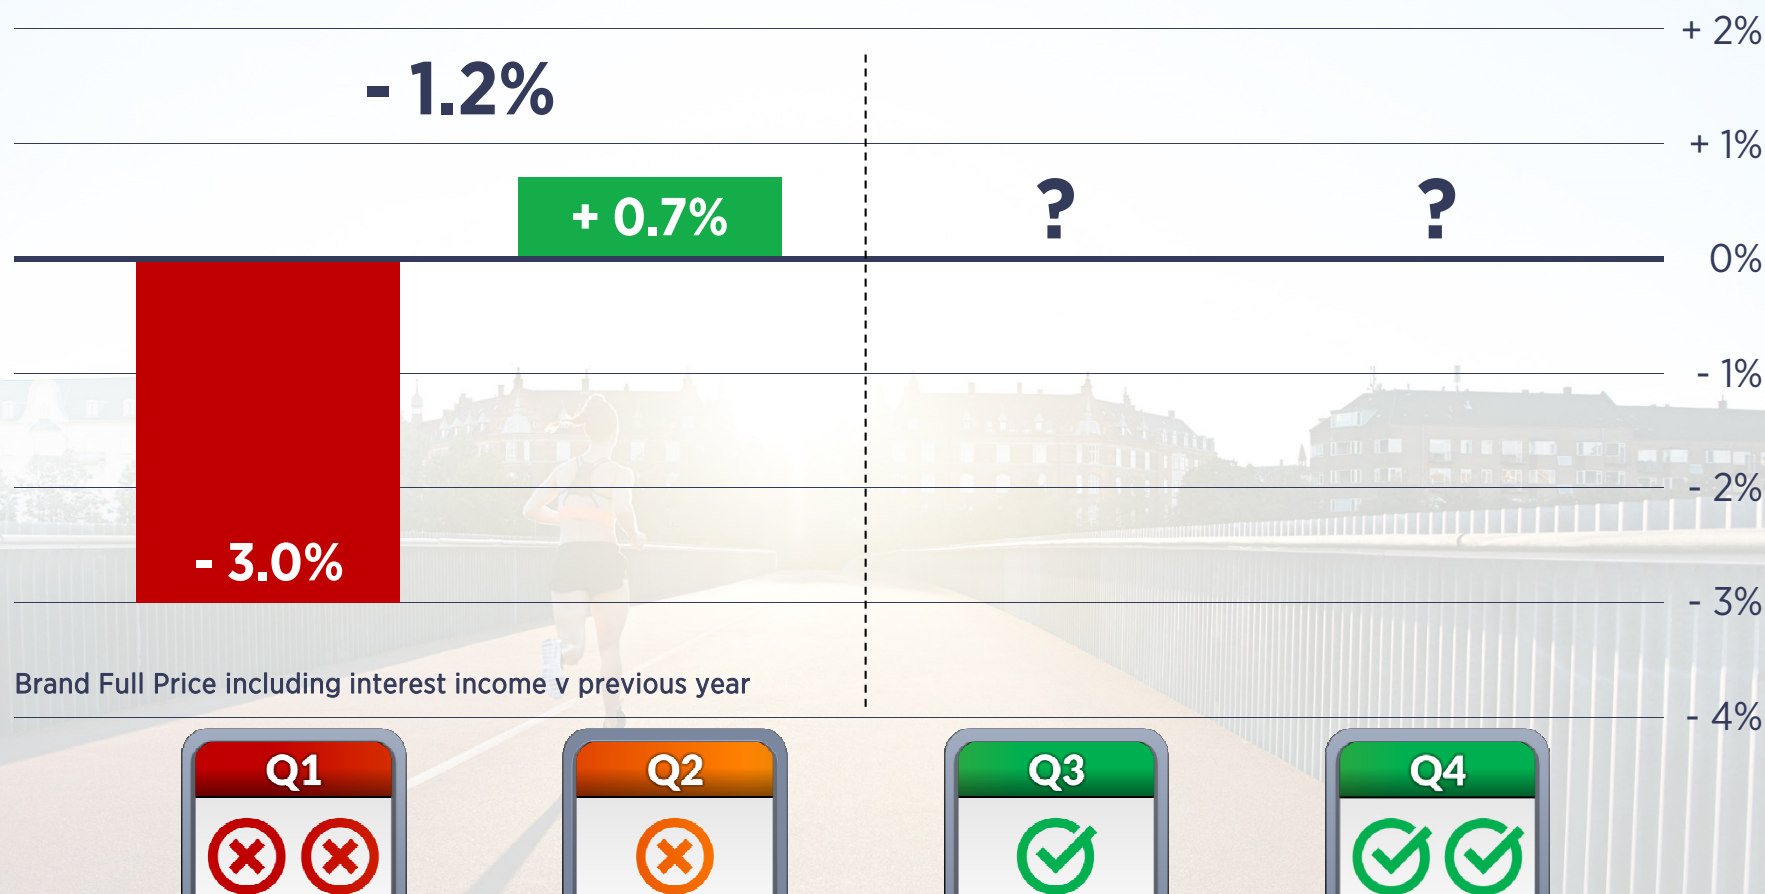 + 2%
- 1.2%
+ 1%
+ 0.7%
?
?
0%
- 1%
- 2%
- 3.0%
- 3%
Brand Full Price including interest income v previous year
- 4%
Q1
Q2
Q3
Q4